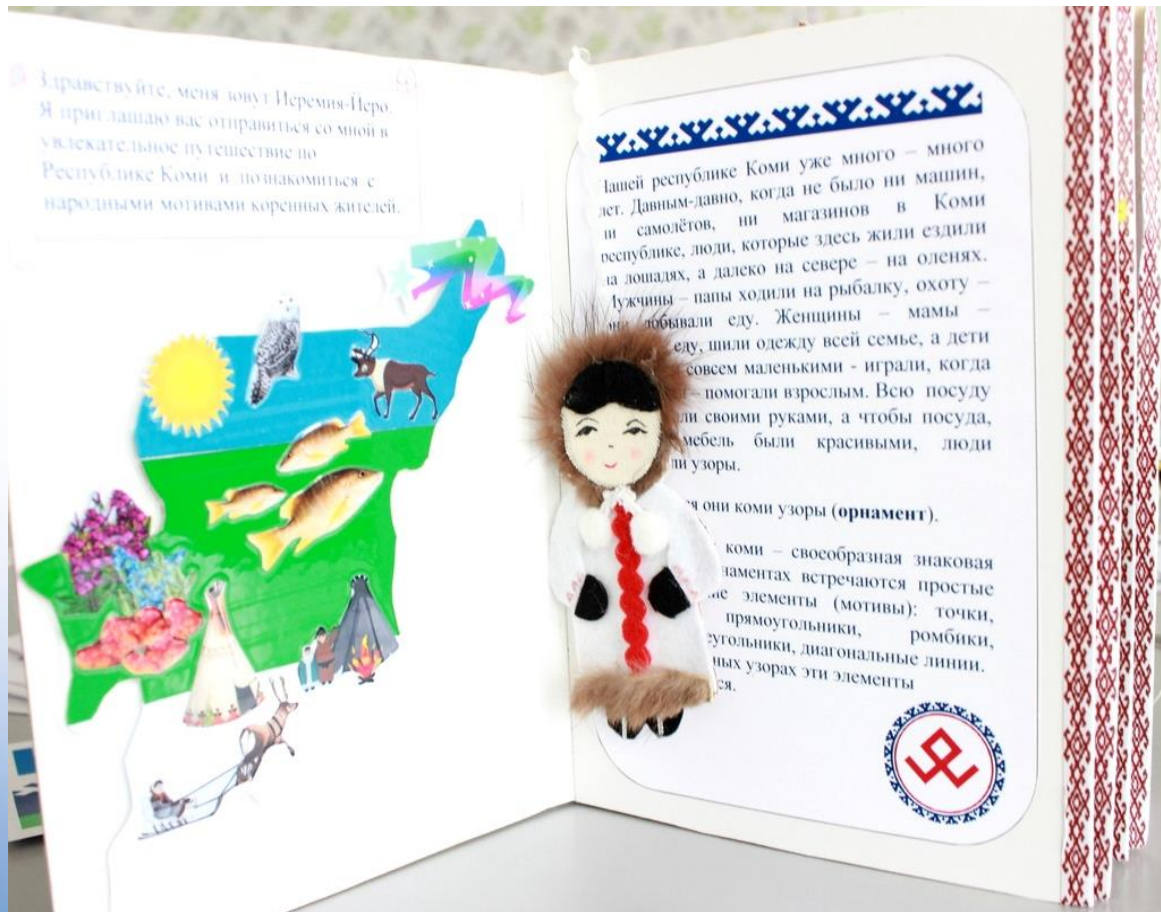 Здравствуйте, меня зовут Иеремия-Йеро.
Я приглашаю вас отправиться со мной в
увлекательное путешествие по
Республике Коми и познакомиться с
народными мотивами коренных жителей.
Нашей республике Коми уже много – много
лет. Давным-давно, когда не было ни машин,
ни самолётов, ни магазинов в Коми
республике, люди, которые здесь жили ездили
на лошадях, а далеко на севере – на оленях.
Мужчины – папы ходили на рыбалку, охоту –
они добывали еду. Женщины – мамы –
еду, шили одежду всей семье, а дети
совсем маленькими - играли, когда
– помогали взрослым. Всю посуду
своими руками, а чтобы посуда,
мебель были красивыми, люди
узоры.
они коми узоры (орнамент).
коми – своеобразная знаковая
встречаются простые
элементы (мотивы): точки,
прямоугольники, ромбики,
диагональные линии.
узорах эти элементы